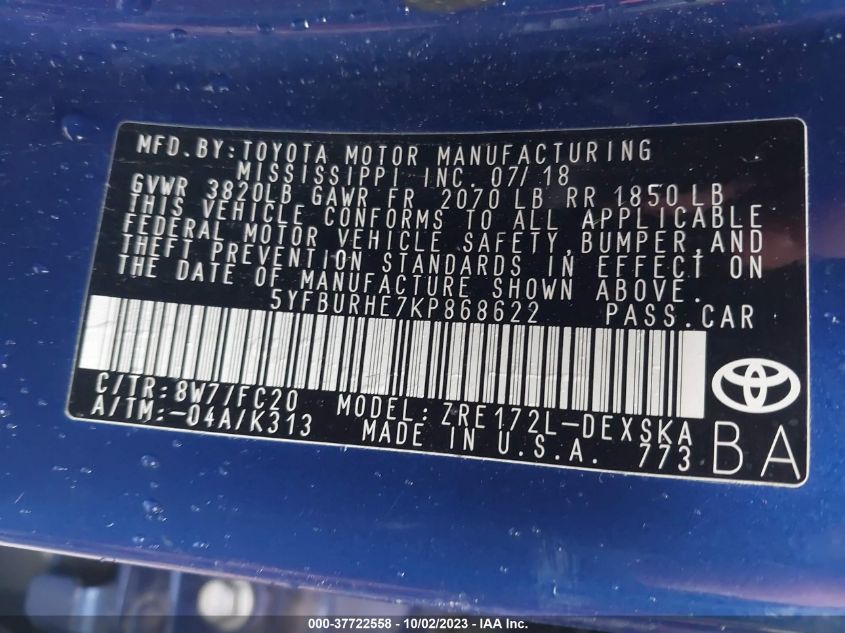 MFD.BY:TOYOTA MOTOR MANUFACTURING
MISSISSIPPI INC. 07/18
GVWR 3820LB GAWR FR 2070 LB RR 1850 LB
THIS VEHICLE CONFORMS TO ALL APPLICABLE
FEDERAL MOTOR VEHICLE SAFETY,BUMPER,AND
THEFT PREVENTION STANDARDS IN EFFECT ON
THE DATE OF MANUFACTURE SHOWN ABOVE.
5YFBURHE7KP868622 PASS.CAR
C/TR:8W7/FC20 MODEL: ZRE172L-DEXSKA
A/TM:-04A/K313 MADE IN U.S.A. 773 BA
000-37722558 - 10/02/2023 - IAA Inc.